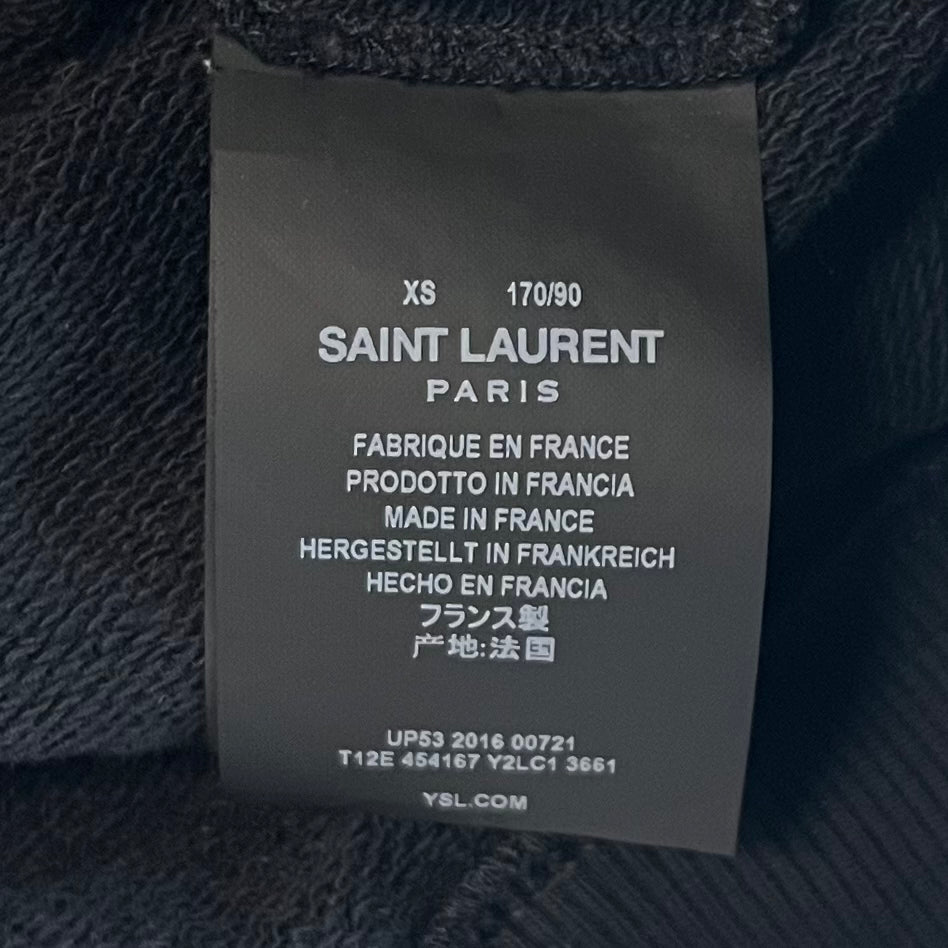 XS 170/90
SAINT LAURENT
PARIS
FABRIQUE EN FRANCE
PRODOTTO IN FRANCIA
MADE IN FRANCE
HERGESTELLT IN FRANKREICH
HECHO EN FRANCIA
フランス製
产地:法国
UP53 2016 00721
T12E 454167 Y2LC1 3661
YSL.COM